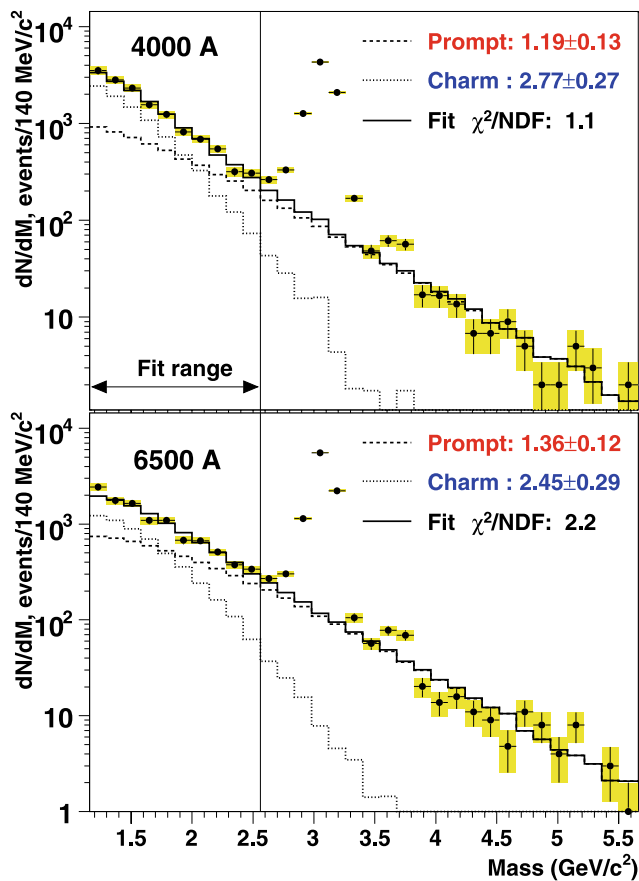 dN/dM, events/140 MeV/c²
10⁴
10³
10²
10
4000 A
Prompt: 1.19±0.13
Charm : 2.77±0.27
Fit χ²/NDF: 1.1
Fit range
dN/dM, events/140 MeV/c²
10⁴
10³
10²
10
1
6500 A
Prompt: 1.36±0.12
Charm : 2.45±0.29
Fit χ²/NDF: 2.2
1.5 2 2.5 3 3.5 4 4.5 5 5.5
Mass (GeV/c²)